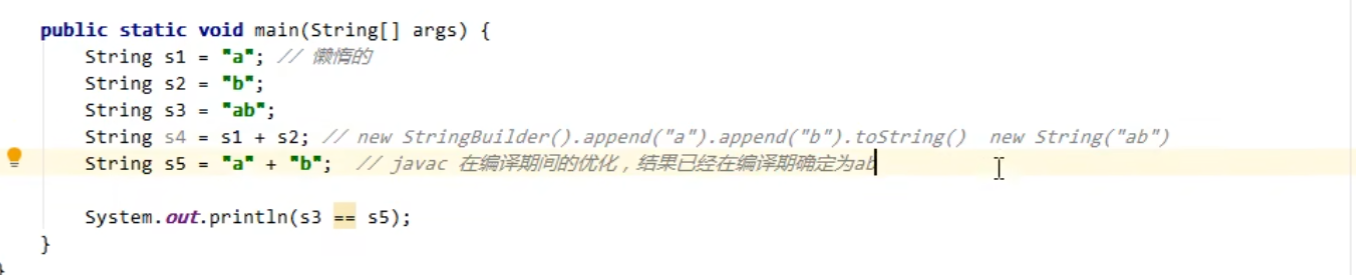 public static void main(String[] args) {
String s1 = "a"; // 懒惰的
String s2 = "b";
String s3 = "ab";
String s4 = s1 + s2; // new StringBuilder().append("a").append("b").toString()  new String("ab")
String s5 = "a" + "b";  // javac 在编译期间的优化，结果已经在编译期确定为ab
System.out.println(s3 == s5);
}
}